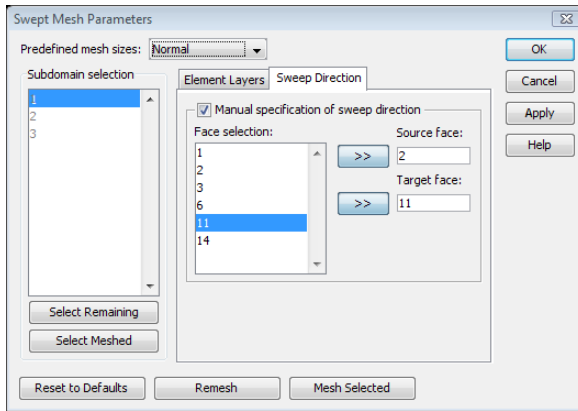 Swept Mesh Parameters
Predefined mesh sizes: Normal
OK
Cancel
Apply
Help
Subdomain selection
1
2
3
Select Remaining
Select Meshed
Element Layers Sweep Direction
Manual specification of sweep direction
Face selection:
1
2
3
6
11
14
>>
Source face:
2
>>
Target face:
11
Reset to Defaults Remesh Mesh Selected